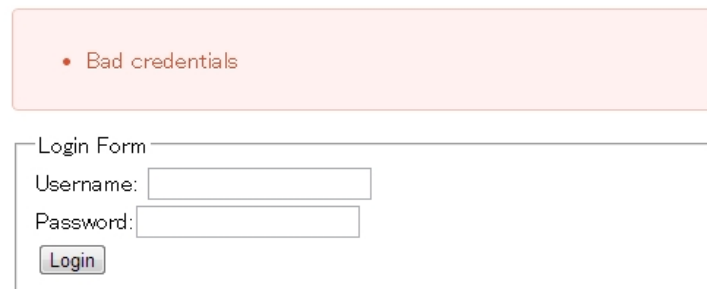 Bad credentials
Login Form
Username:
Password:
Login